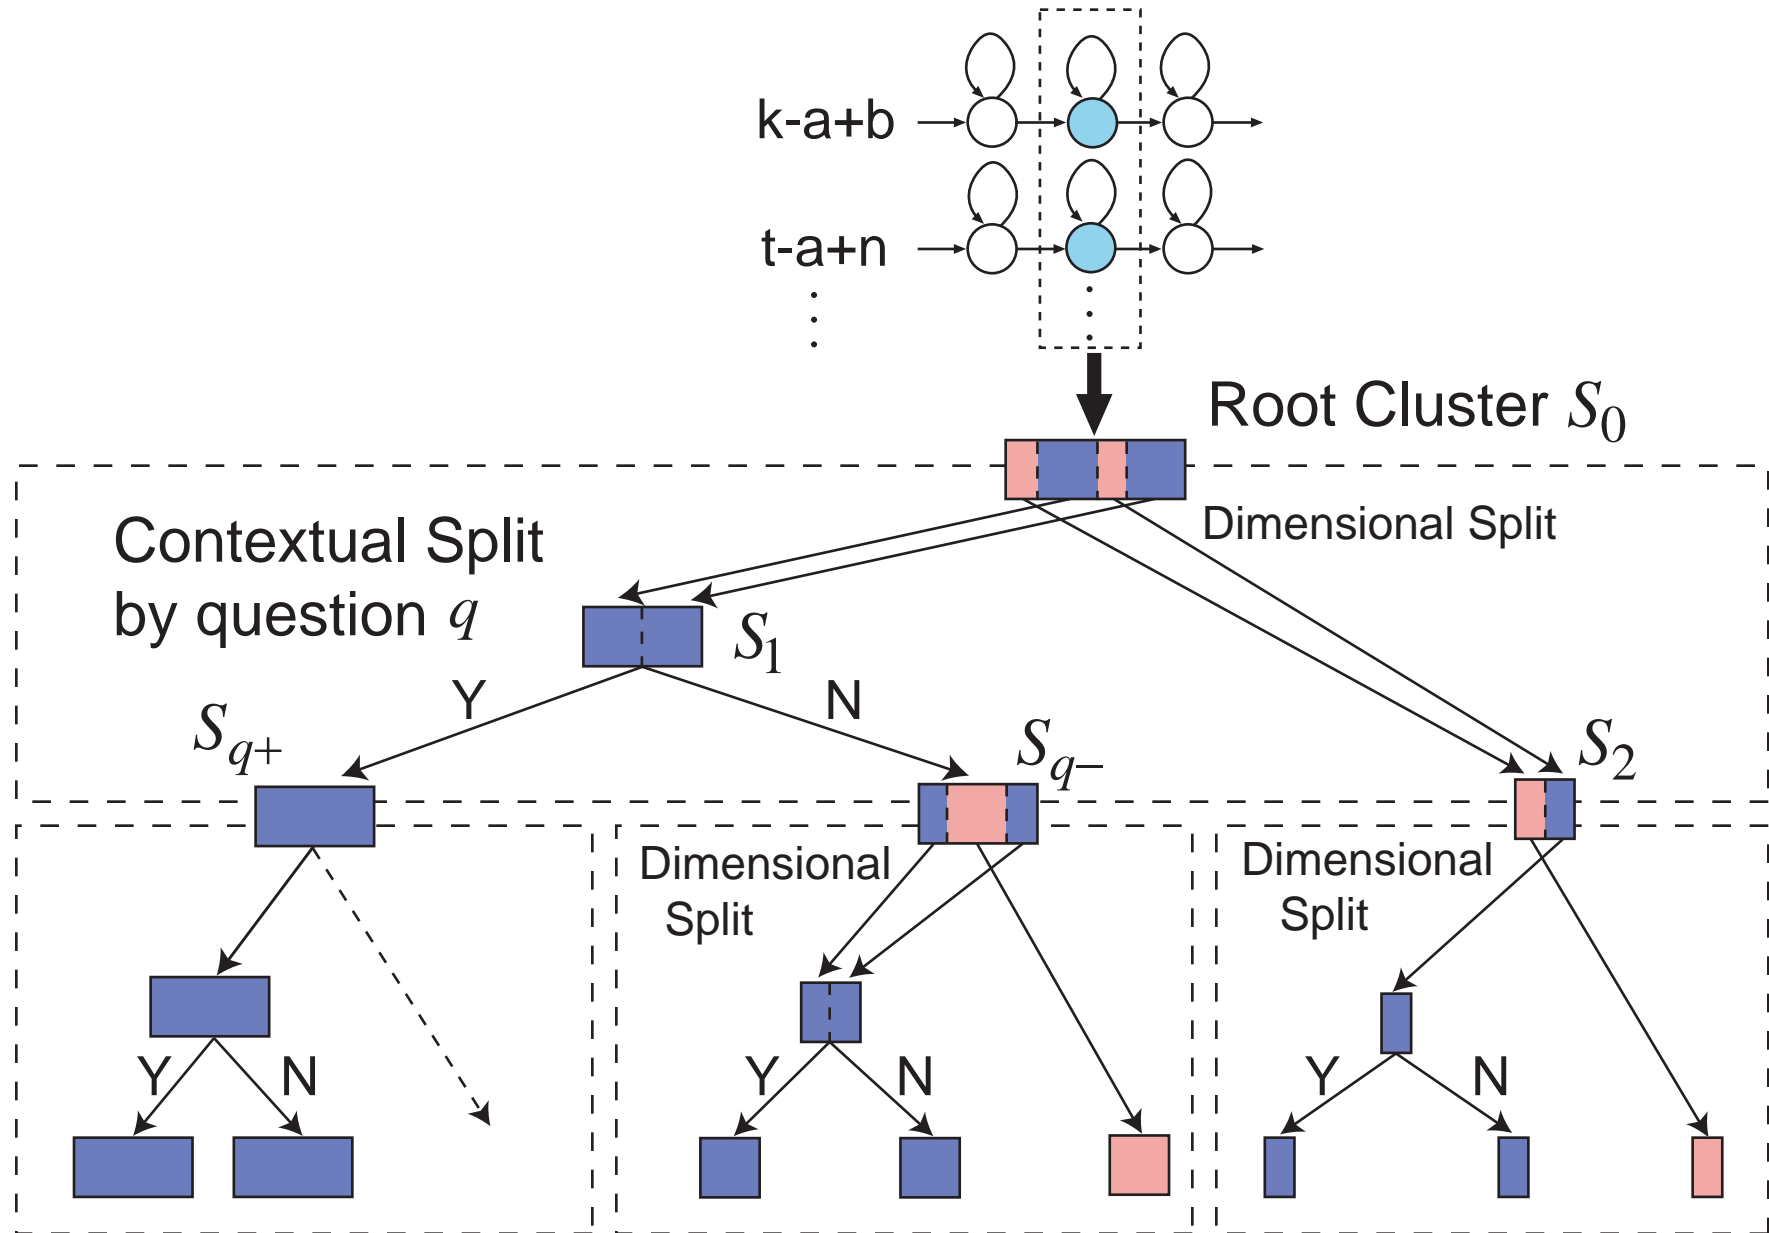 k-a+b
t-a+n
Root Cluster S0
Dimensional Split
Contextual Split
by question q
S1
Y
N
Sq+
Sq−
S2
Dimensional
Split
Dimensional
Split
Y
N
Y
N
Y
N